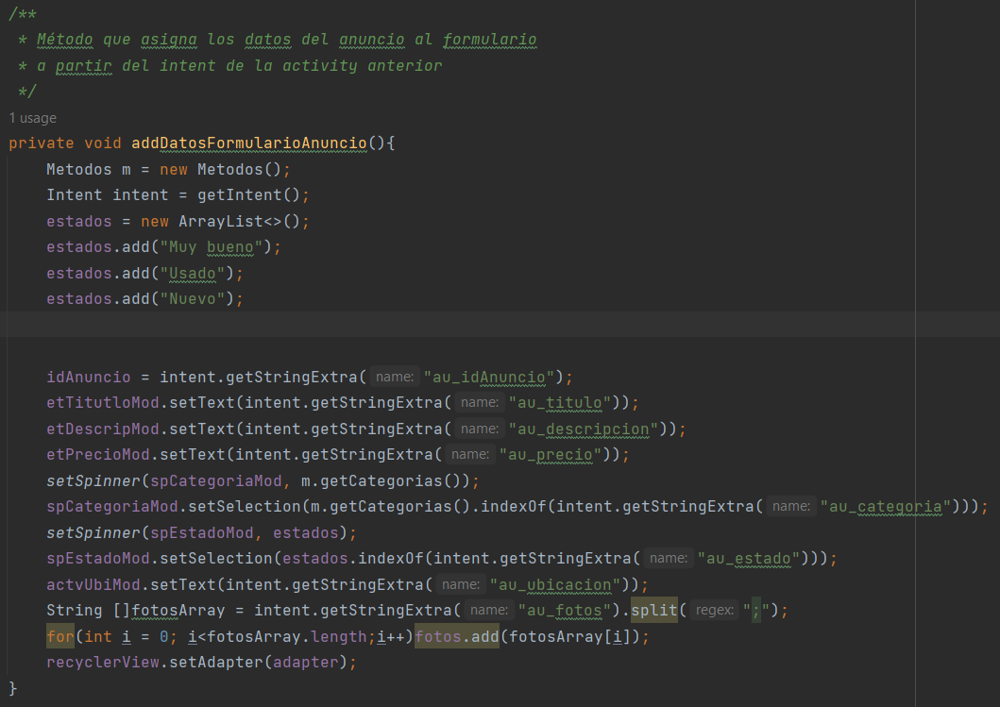 /**
 * Método que asigna los datos del anuncio al formulario
 * a partir del intent de la activity anterior
 */
1 usage
private void addDatosFormularioAnuncio(){
    Metodos m = new Metodos();
    Intent intent = getIntent();
    estados = new ArrayList<>();
    estados.add("Muy bueno");
    estados.add("Usado");
    estados.add("Nuevo");
    idAnuncio = intent.getStringExtra( name: "au_idAnuncio");
    etTitutloMod.setText(intent.getStringExtra( name: "au_titulo"));
    etDescripMod.setText(intent.getStringExtra( name: "au_descripcion"));
    etPrecioMod.setText(intent.getStringExtra( name: "au_precio"));
    setSpinner(spCategoriaMod, m.getCategorias());
    spCategoriaMod.setSelection(m.getCategorias().indexOf(intent.getStringExtra( name: "au_categoria")));
    setSpinner(spEstadoMod, estados);
    spEstadoMod.setSelection(estados.indexOf(intent.getStringExtra( name: "au_estado")));
    actvUbiMod.setText(intent.getStringExtra( name: "au_ubicacion"));
    String []fotosArray = intent.getStringExtra( name: "au_fotos").split( regex: ";");
    for(int i = 0; i<fotosArray.length;i++)fotos.add(fotosArray[i]);
    recyclerView.setAdapter(adapter);
}